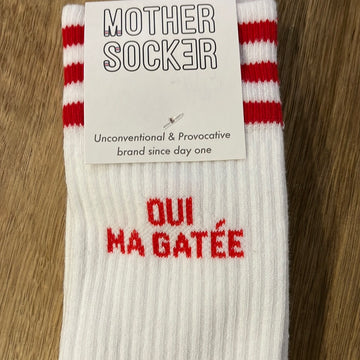 MOTHER
SOCKER
Unconventional & Provocative
brand since day one
OUI
MA GATÉE